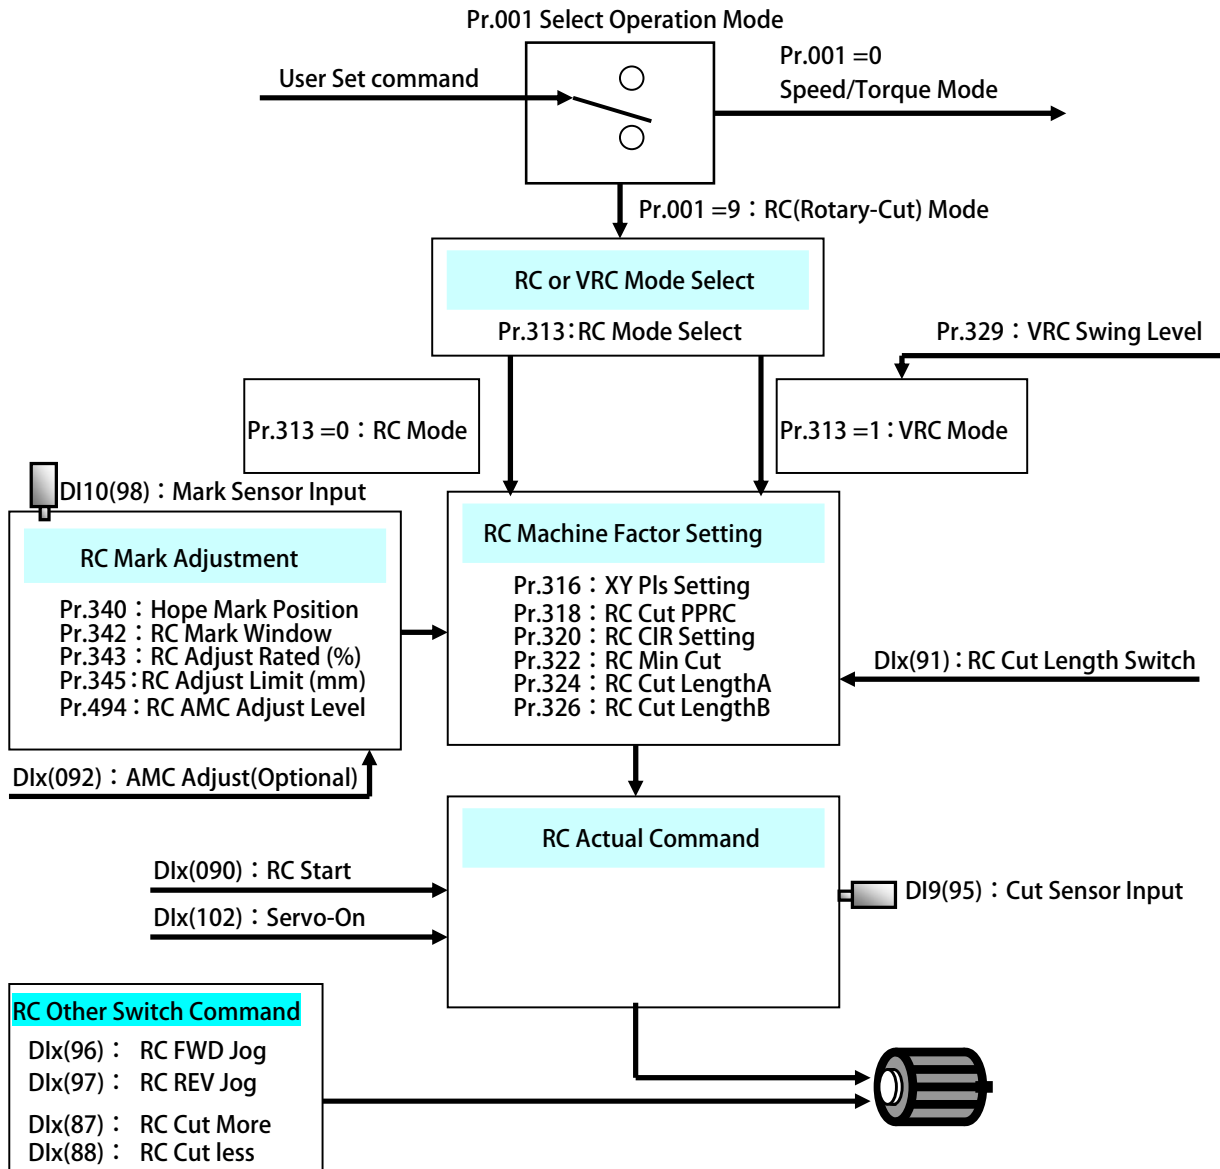 Pr.001 Select Operation Mode
User Set command
Pr.001 =0
Speed/Torque Mode
Pr.001 =9：RC(Rotary-Cut) Mode
RC or VRC Mode Select
Pr.313：RC Mode Select
Pr.329：VRC Swing Level
Pr.313 =0：RC Mode
Pr.313 =1：VRC Mode
DI10(98)：Mark Sensor Input
RC Mark Adjustment
Pr.340：Hope Mark Position
Pr.342：RC Mark Window
Pr.343：RC Adjust Rated (%)
Pr.345：RC Adjust Limit (mm)
Pr.494：RC AMC Adjust Level
DIx(092)：AMC Adjust(Optional)
RC Machine Factor Setting
Pr.316：XY Pls Setting
Pr.318：RC Cut PPRC
Pr.320：RC CIR Setting
Pr.322：RC Min Cut
Pr.324：RC Cut LengthA
Pr.326：RC Cut LengthB
DIx(91)：RC Cut Length Switch
RC Actual Command
DIx(090)：RC Start
DIx(102)：Servo-On
DI9(95)：Cut Sensor Input
RC Other Switch Command
DIx(96)： RC FWD Jog
DIx(97)： RC REV Jog
DIx(87)： RC Cut More
DIx(88)： RC Cut less